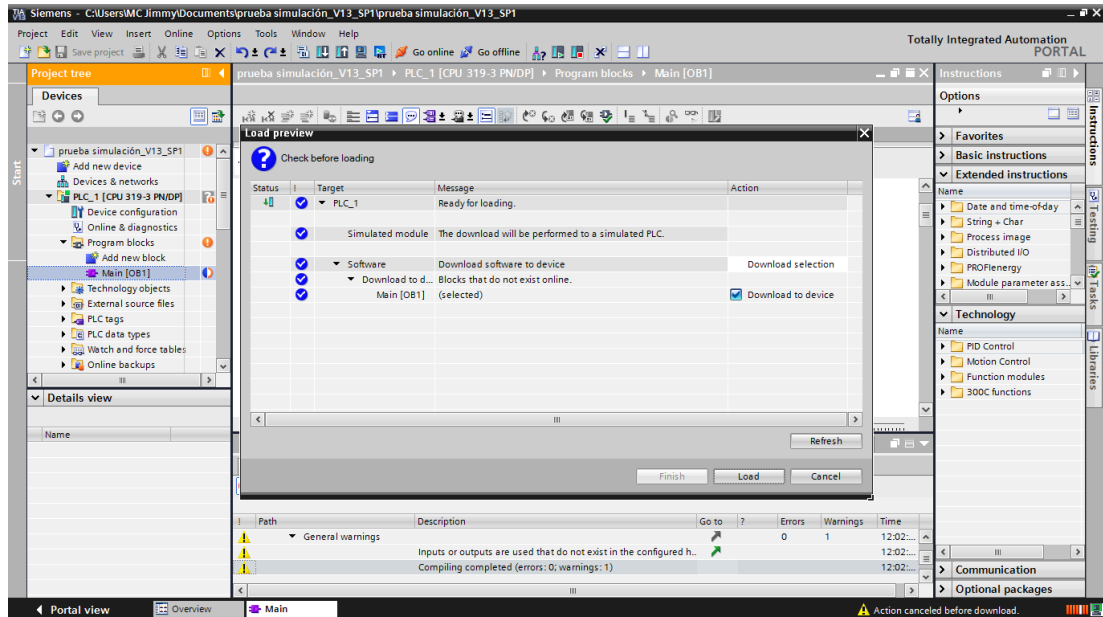 Siemens - C:\Users\MC Jimmy\Documents\prueba simulación_V13_SP1\prueba simulación_V13_SP1
Project Edit View Insert Online Options Tools Window Help
Totally Integrated Automation
PORTAL
Save project Go online Go offline
Project tree
prueba simulación_V13_SP1 PLC_1 [CPU 319-3 PN/DP] Program blocks Main [OB1]
Instructions
Devices
Options
Start
prueba simulación_V13_SP1
Add new device
Devices & networks
PLC_1 [CPU 319-3 PN/DP]
Device configuration
Online & diagnostics
Program blocks
Add new block
Main [OB1]
Technology objects
External source files
PLC tags
PLC data types
Watch and force tables
Online backups
Details view
Name
Load preview
Check before loading
Status ! Target Message Action
PLC_1 Ready for loading.
Simulated module The download will be performed to a simulated PLC.
Software Download software to device Download selection
Download to d... Blocks that do not exist online.
Main [OB1] (selected) Download to device
Refresh
Finish Load Cancel
! Path Description Go to ? Errors Warnings Time
General warnings 0 1 12:02:...
Inputs or outputs are used that do not exist in the configured h.. 12:02:...
Compiling completed (errors: 0; warnings: 1) 12:02:...
Favorites
Basic instructions
Extended instructions
Name
Date and time-of-day
String + Char
Process image
Distributed I/O
PROFIenergy
Module parameter ass..
Technology
Name
PID Control
Motion Control
Function modules
300C functions
Communication
Optional packages
Instructions
Testing
Tasks
Libraries
Portal view Overview Main
Action canceled before download.